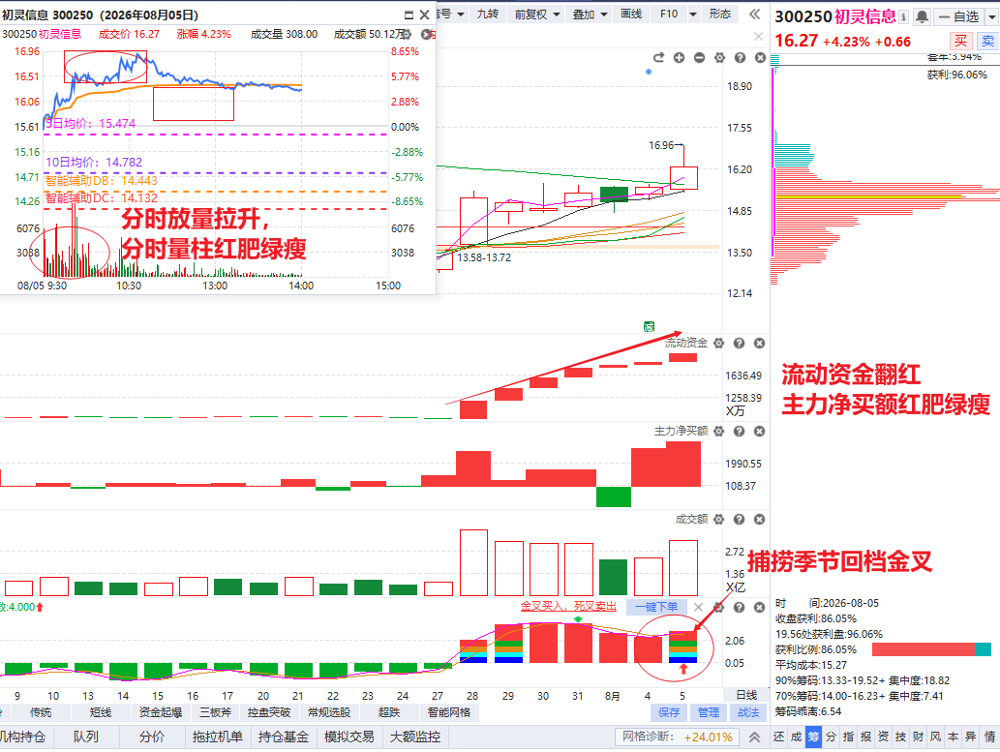 初灵信息 300250（2026年08月05日）
300250 初灵信息 成交价 16.27 涨幅 4.23% 成交量 308.00 成交额 50.12万
16.96 8.65%
16.51 5.77%
16.06 2.88%
15.61 0.00%
5日均价：15.474
15.16 -2.88%
10日均价：14.782
14.71 -5.77%
智能辅助DB：14.443
14.26 -8.65%
智能辅助DC：14.132
分时放量拉升，
分时量柱红肥绿瘦
6076 6076
3038 3038
08/05 9:30 10:30 13:00 14:00 15:00
信号 九转 前复权 叠加 画线 F10 形态
18.90
17.55
16.96
16.20
14.85
13.58-13.72
13.50
12.14
减
流动资金
1636.49
1258.39
X万
主力净买额
1990.55
108.37
成交额
2.72
1.36
X亿
数:4.000
金叉买入，死叉卖出 一键下单
2.06
0.05
9 10 13 14 15 16 17 20 21 22 23 24 27 28 29 30 31 8月 4 5 日线
传统 短线 资金起爆 三板斧 控盘突破 常规选股 超跌 智能网格 保存 管理 战法
机构持仓 队列 分价 拖拉机单 持仓基金 模拟交易 大额监控 网格诊断： +24.01%
300250 初灵信息 自选
16.27 +4.23% +0.66 买 卖
套牢:3.94%
获利:96.06%
流动资金翻红
主力净买额红肥绿瘦
捕捞季节回档金叉
时 间:2026-08-05
收盘获利:86.05%
19.56处获利盘:96.06%
获利比例:86.05%
平均成本:15.27
90%筹码:13.33-19.52 集中度:18.82
70%筹码:14.00-16.23 集中度:7.41
筹码乖离:6.54
还 成 筹 分 指 报 资 技 财 风 本 异 情